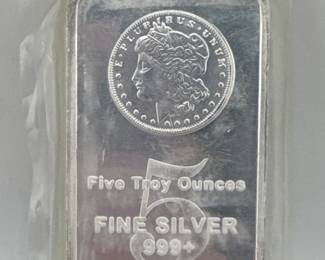 E·PLURIBUS·UNUM
5
Five Troy Ounces
FINE SILVER
999+